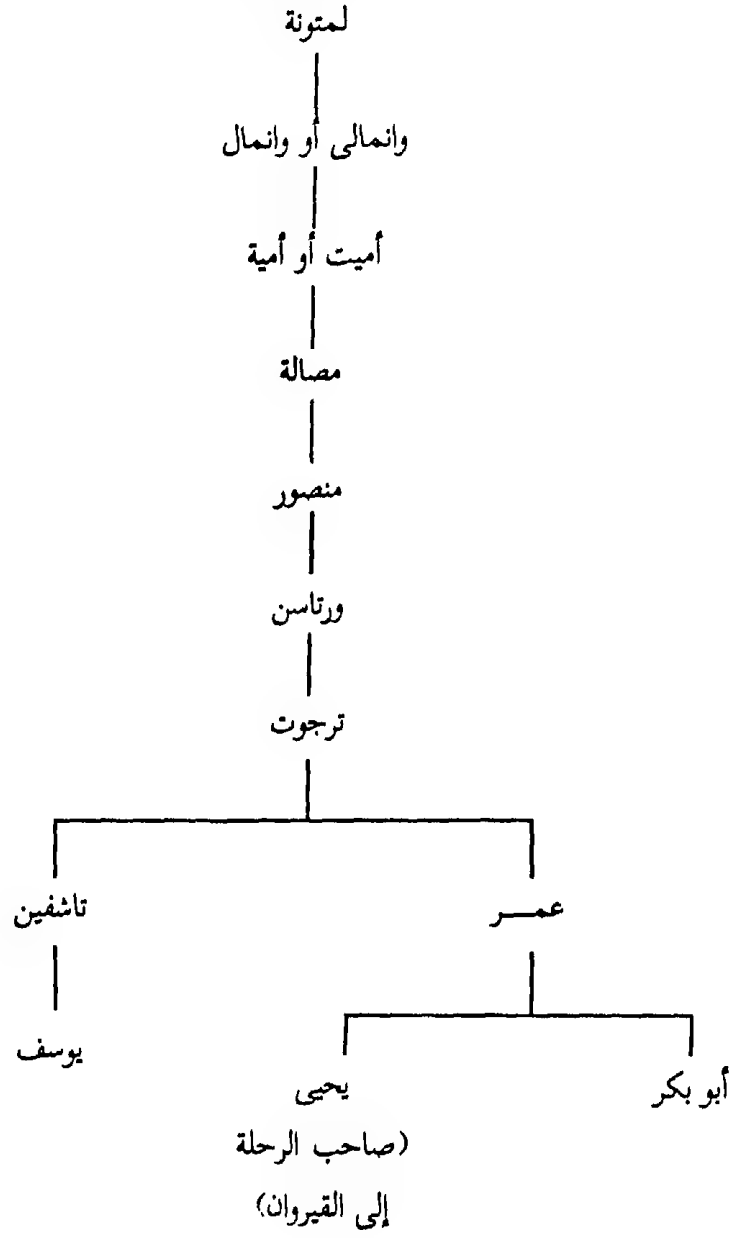 لمتونة
وانمالى أو وانمال
أميت أو أمية
مصالة
منصور
ورتاسن
ترجوت
عمـــر
تاشفين
يوسف
أبو بكر
يحيى
(صاحب الرحلة
إلى القيروان)